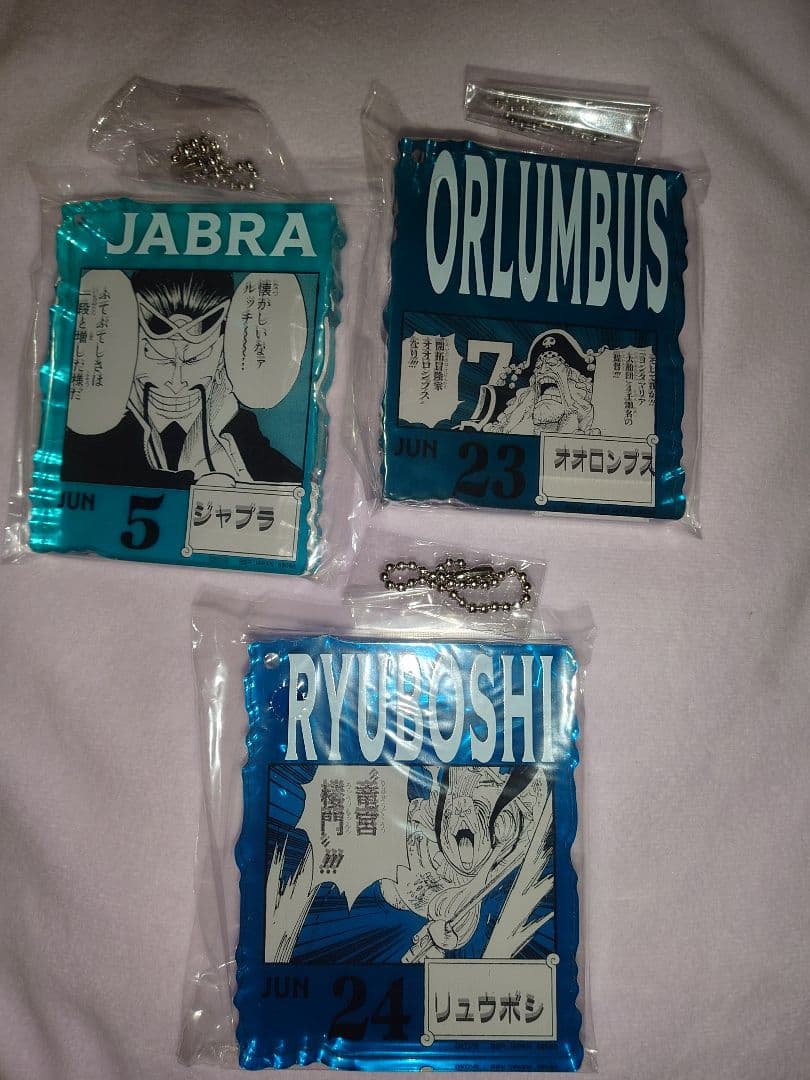 JABRA
懐かしいなァ
ルッチ〜〜〜〜…
ふてぶてしさは
一段と増した様だ
JUN
5
ジャブラ
ORLUMBUS
7
開拓冒険家
オオロンブス
なり!!!
JUN
23
オオロンブス
RYUBOSHI
"竜宮
楼門"!!!
JUN
24
リュウボシ